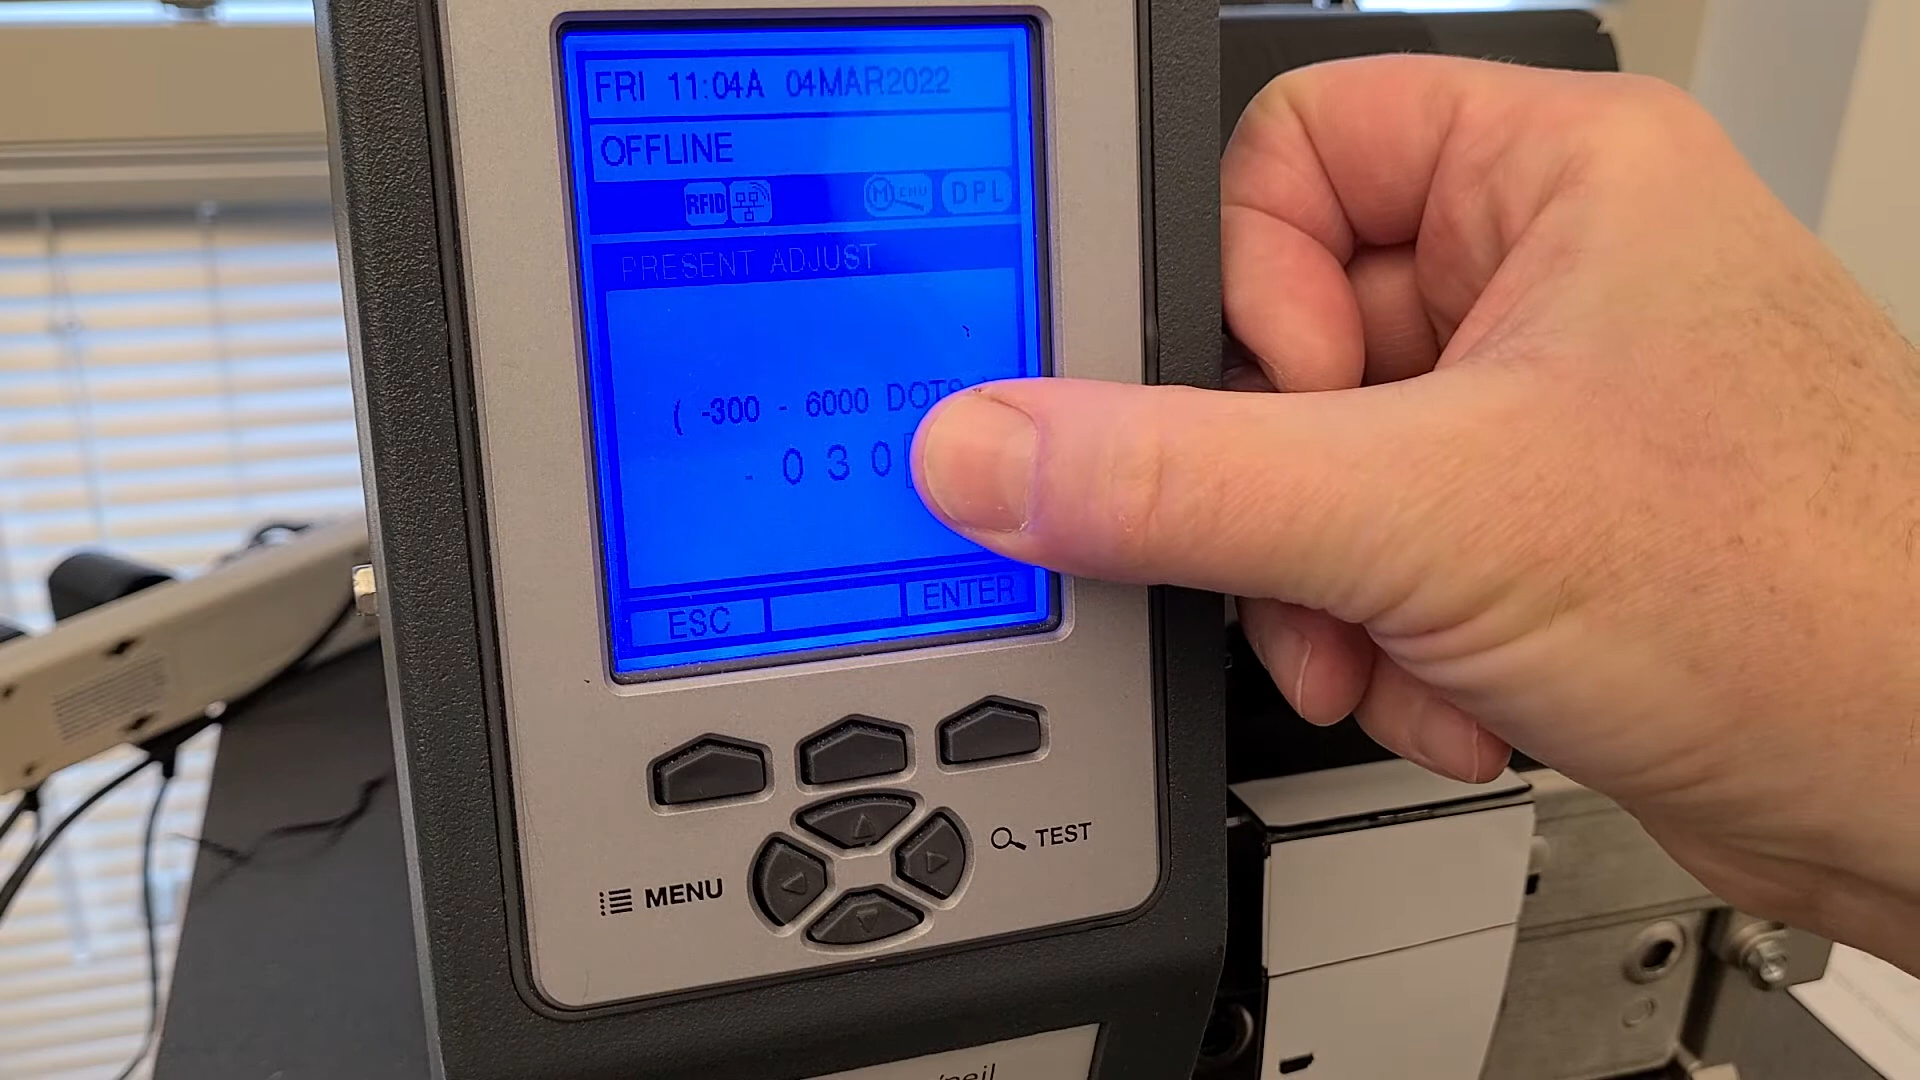 FRI 11:04A 04MAR2022
OFFLINE
RFID DPL
PRESENT ADJUST
( -300 - 6000 DOTS
- 0 3 0
ESC ENTER
TEST
MENU